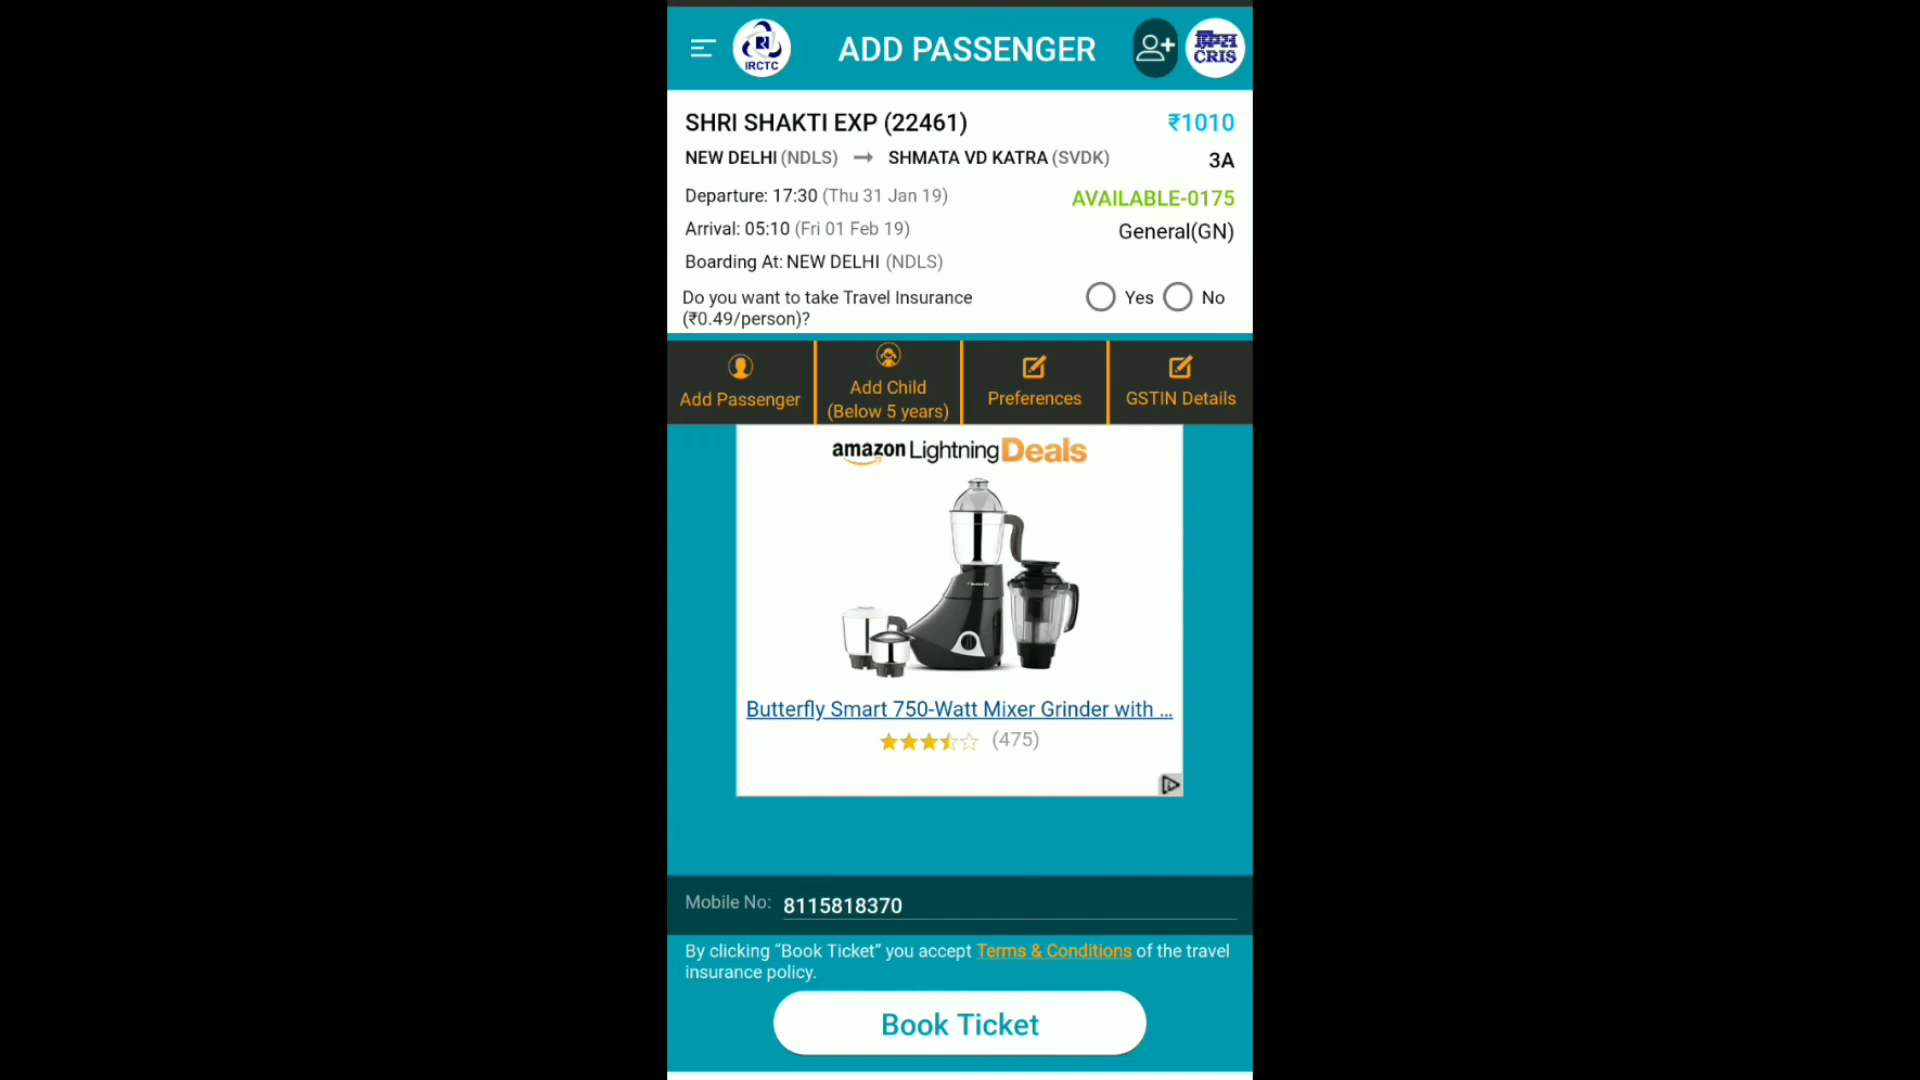 IRCTC
ADD PASSENGER
CRIS
SHRI SHAKTI EXP (22461)
₹1010
NEW DELHI (NDLS) → SHMATA VD KATRA (SVDK)
3A
Departure: 17:30 (Thu 31 Jan 19)
AVAILABLE-0175
Arrival: 05:10 (Fri 01 Feb 19)
General(GN)
Boarding At: NEW DELHI (NDLS)
Do you want to take Travel Insurance
(₹0.49/person)?
Yes No
Add Passenger
Add Child
(Below 5 years)
Preferences
GSTIN Details
amazon Lightning Deals
Butterfly Smart 750-Watt Mixer Grinder with ...
(475)
Mobile No: 8115818370
By clicking “Book Ticket” you accept Terms & Conditions of the travel
insurance policy.
Book Ticket